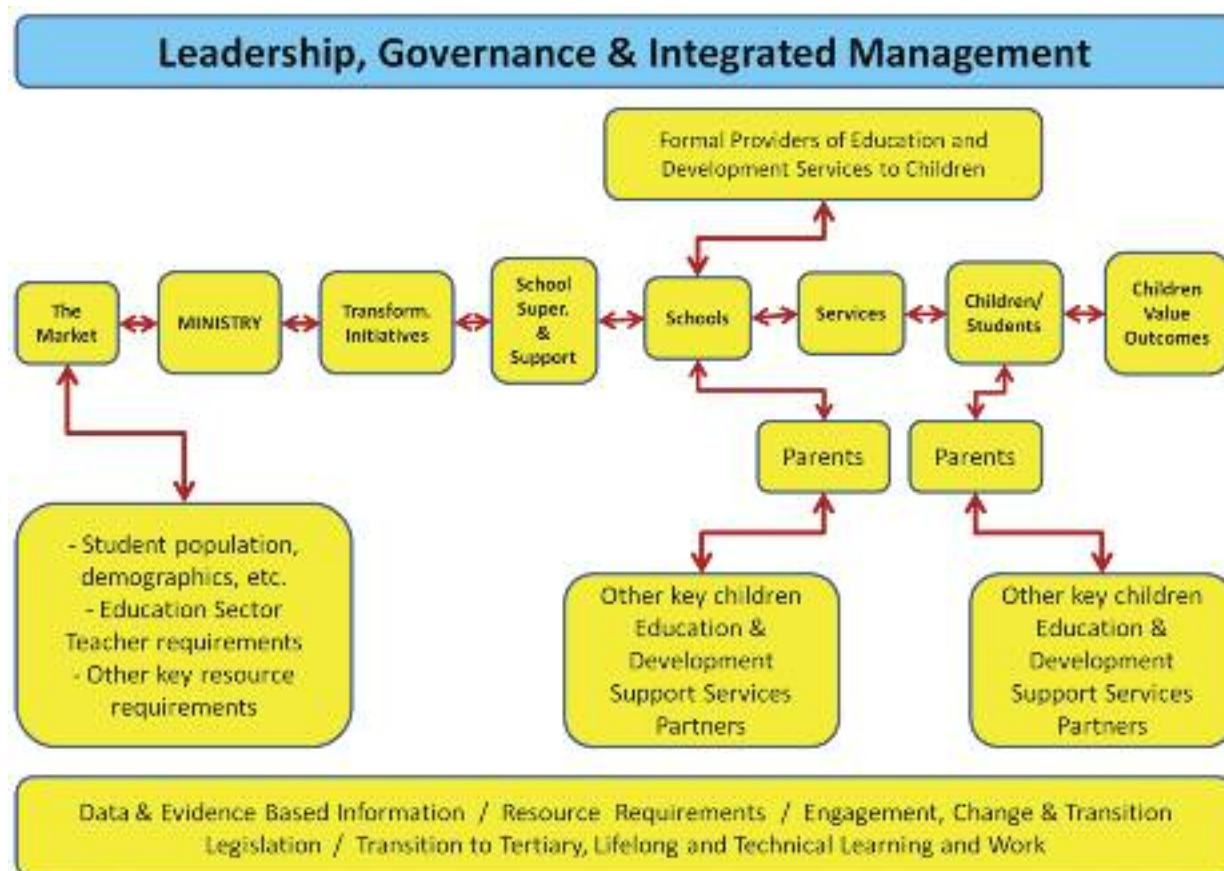 Leadership, Governance & Integrated Management
Formal Providers of Education and
Development Services to Children
The
Market
MINISTRY
Transform.
Initiatives
School
Super.
&
Support
Schools
Services
Children/
Students
Children
Value
Outcomes
Parents
Parents
- Student population,
demographics, etc.
- Education Sector
Teacher requirements
- Other key resource
requirements
Other key children
Education &
Development
Support Services
Partners
Other key children
Education &
Development
Support Services
Partners
Data & Evidence Based Information / Resource Requirements / Engagement, Change & Transition
Legislation / Transition to Tertiary, Lifelong and Technical Learning and Work